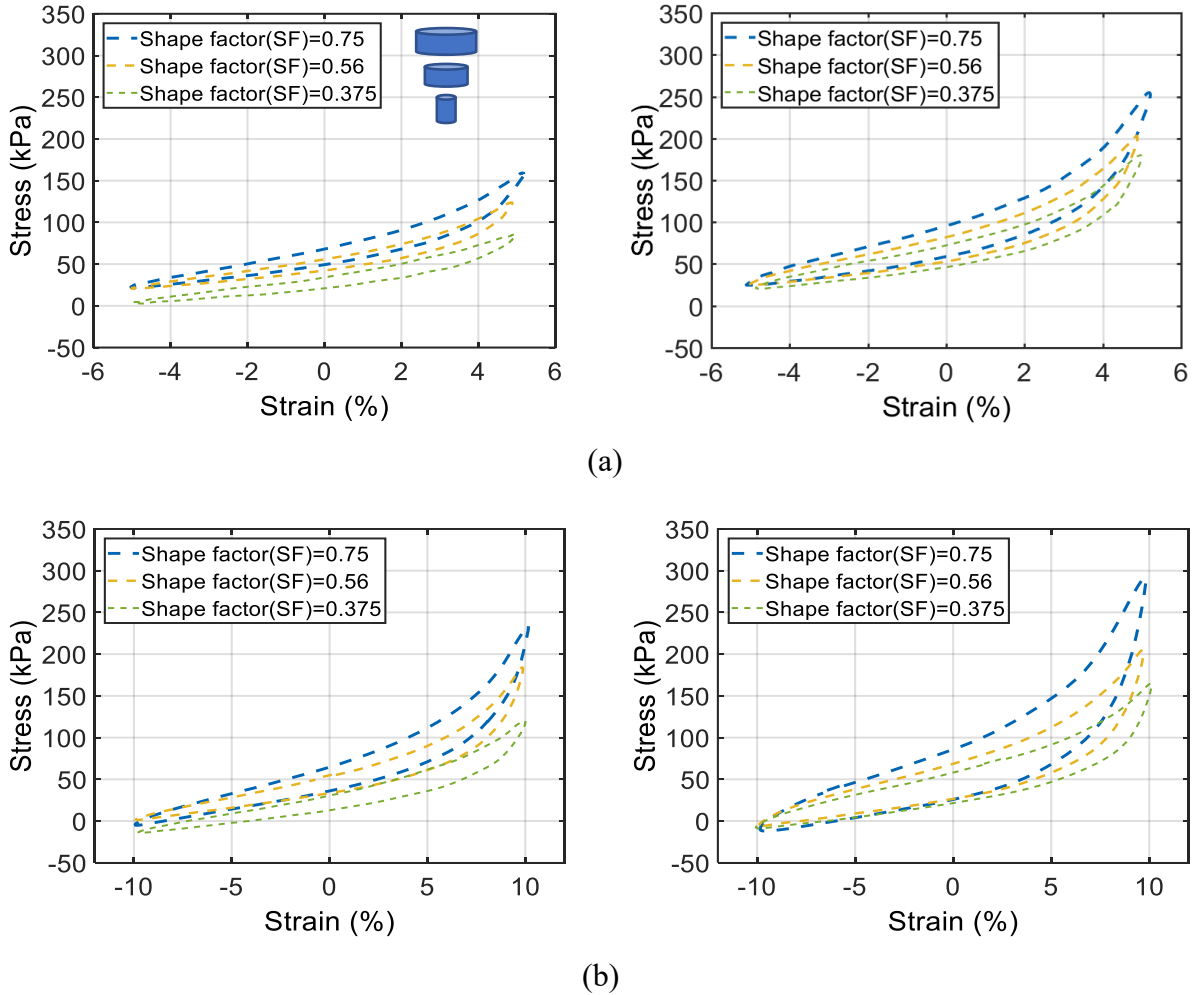 350
300
250
200
150
100
50
0
-50
Stress (kPa)
Shape factor(SF)=0.75
Shape factor(SF)=0.56
Shape factor(SF)=0.375
-6 -4 -2 0 2 4 6
Strain (%)
350
300
250
200
150
100
50
0
-50
Stress (kPa)
Shape factor(SF)=0.75
Shape factor(SF)=0.56
Shape factor(SF)=0.375
-6 -4 -2 0 2 4 6
Strain (%)
(a)
350
300
250
200
150
100
50
0
-50
Stress (kPa)
Shape factor(SF)=0.75
Shape factor(SF)=0.56
Shape factor(SF)=0.375
-10 -5 0 5 10
Strain (%)
350
300
250
200
150
100
50
0
-50
Stress (kPa)
Shape factor(SF)=0.75
Shape factor(SF)=0.56
Shape factor(SF)=0.375
-10 -5 0 5 10
Strain (%)
(b)